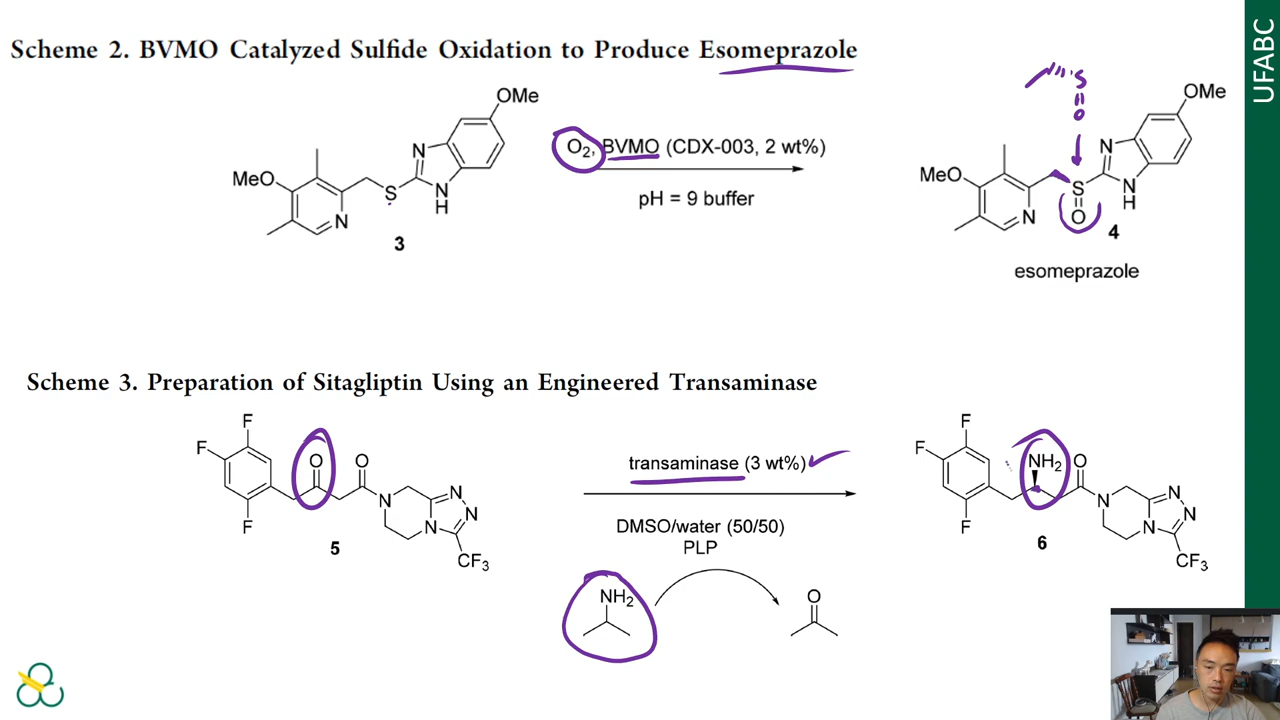 Scheme 2. BVMO Catalyzed Sulfide Oxidation to Produce Esomeprazole
UFABC
OMe
N
N
H
S
MeO
N
3
O2, BVMO (CDX-003, 2 wt%)
pH = 9 buffer
S
O
OMe
N
N
H
S
O
MeO
N
4
esomeprazole
Scheme 3. Preparation of Sitagliptin Using an Engineered Transaminase
F
F
F
O
O
N
N
N
N
CF3
5
transaminase (3 wt%)
DMSO/water (50/50)
PLP
NH2
O
F
F
F
NH2
O
N
N
N
N
CF3
6